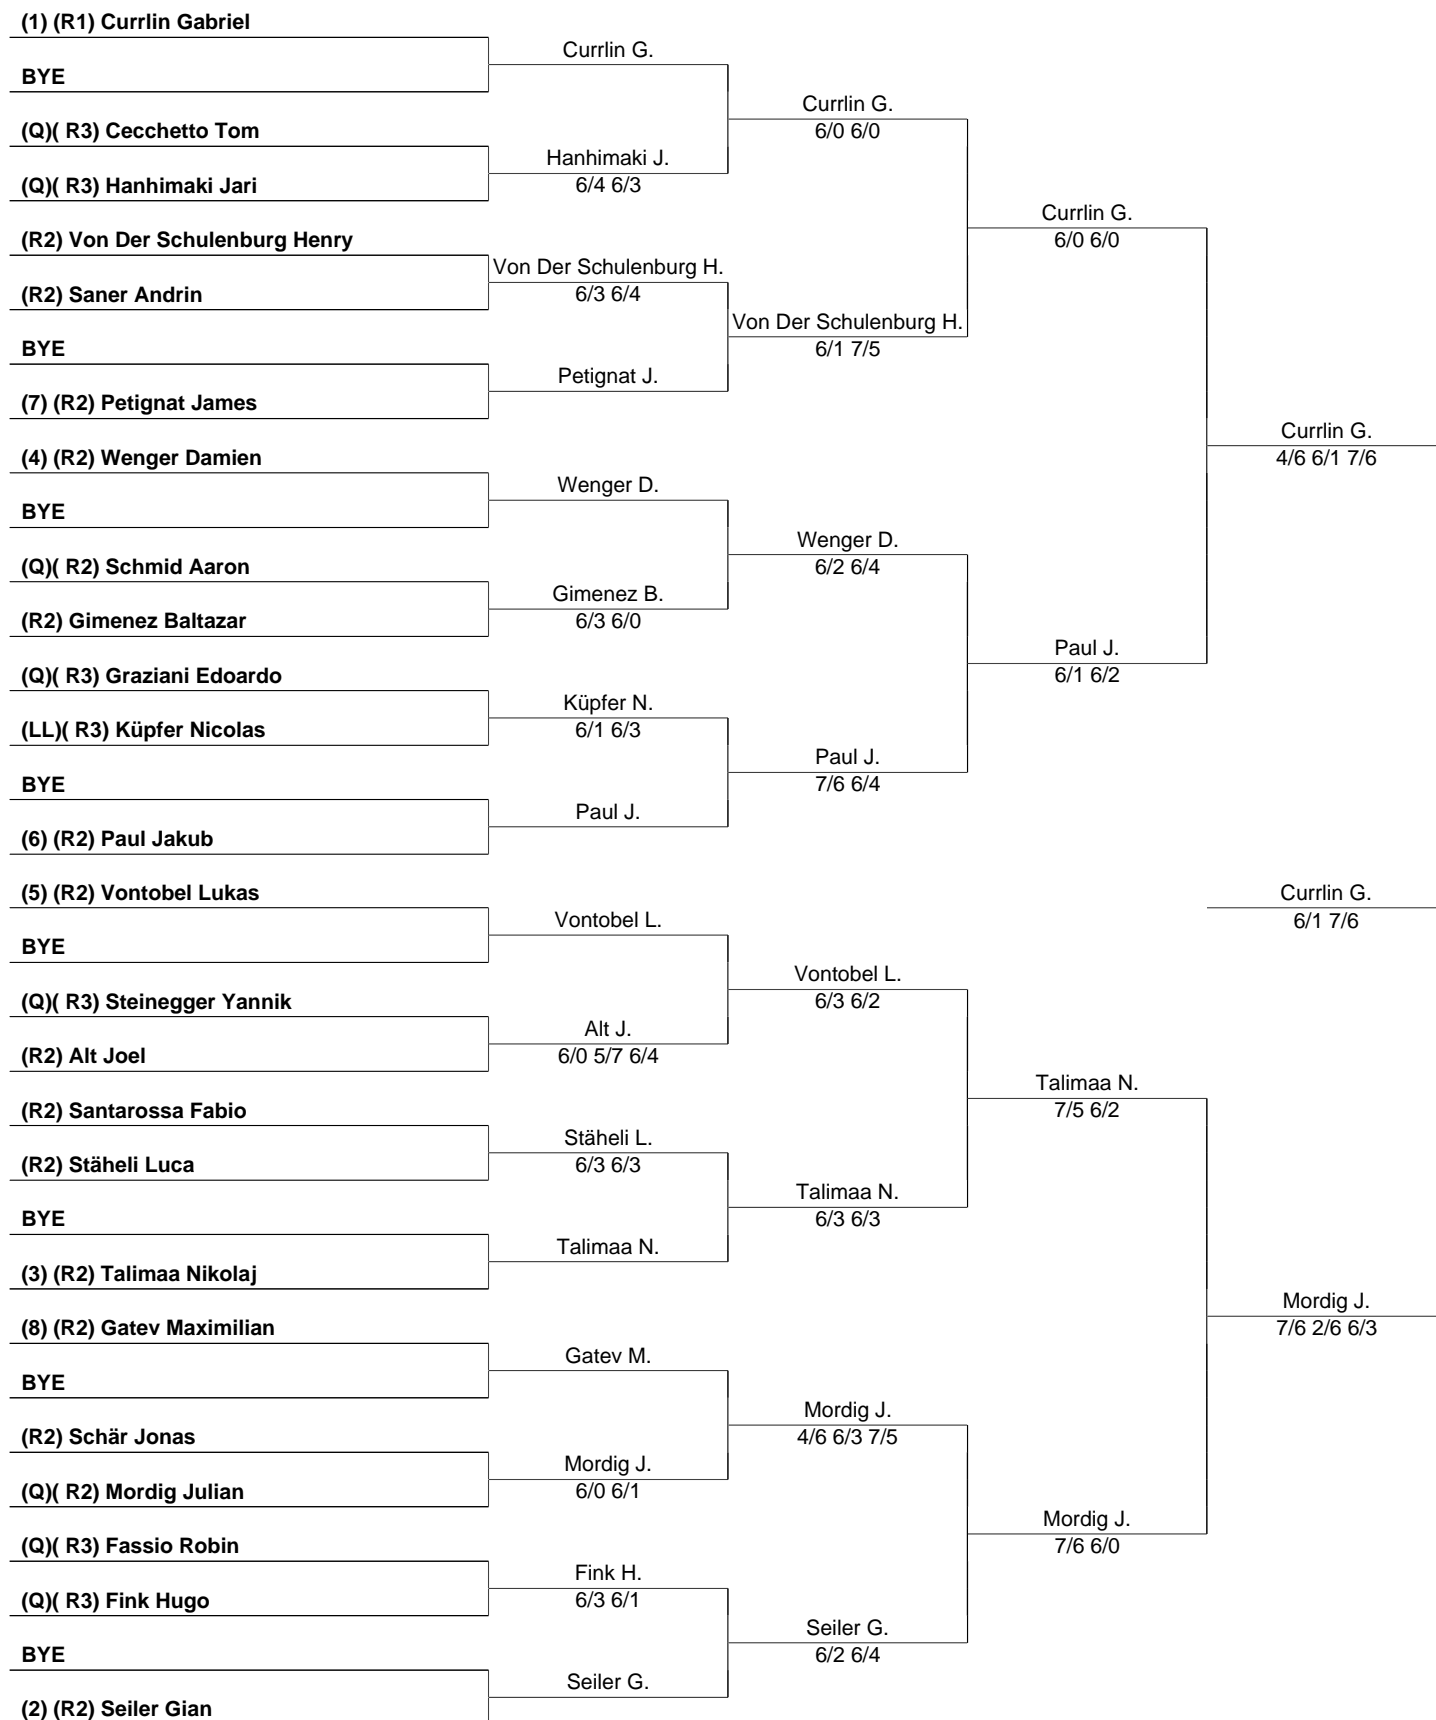 (1) (R1) Currlin Gabriel
BYE
(Q)( R3) Cecchetto Tom
(Q)( R3) Hanhimaki Jari
(R2) Von Der Schulenburg Henry
(R2) Saner Andrin
BYE
(7) (R2) Petignat James
(4) (R2) Wenger Damien
BYE
(Q)( R2) Schmid Aaron
(R2) Gimenez Baltazar
(Q)( R3) Graziani Edoardo
(LL)( R3) Küpfer Nicolas
BYE
(6) (R2) Paul Jakub
(5) (R2) Vontobel Lukas
BYE
(Q)( R3) Steinegger Yannik
(R2) Alt Joel
(R2) Santarossa Fabio
(R2) Stäheli Luca
BYE
(3) (R2) Talimaa Nikolaj
(8) (R2) Gatev Maximilian
BYE
(R2) Schär Jonas
(Q)( R2) Mordig Julian
(Q)( R3) Fassio Robin
(Q)( R3) Fink Hugo
BYE
(2) (R2) Seiler Gian
Currlin G.
Hanhimaki J.
6/4 6/3
Von Der Schulenburg H.
6/3 6/4
Petignat J.
Wenger D.
Gimenez B.
6/3 6/0
Küpfer N.
6/1 6/3
Paul J.
Vontobel L.
Alt J.
6/0 5/7 6/4
Stäheli L.
6/3 6/3
Talimaa N.
Gatev M.
Mordig J.
6/0 6/1
Fink H.
6/3 6/1
Seiler G.
Currlin G.
6/0 6/0
Von Der Schulenburg H.
6/1 7/5
Wenger D.
6/2 6/4
Paul J.
7/6 6/4
Vontobel L.
6/3 6/2
Talimaa N.
6/3 6/3
Mordig J.
4/6 6/3 7/5
Seiler G.
6/2 6/4
Currlin G.
6/0 6/0
Paul J.
6/1 6/2
Talimaa N.
7/5 6/2
Mordig J.
7/6 6/0
Currlin G.
4/6 6/1 7/6
Currlin G.
6/1 7/6
Mordig J.
7/6 2/6 6/3